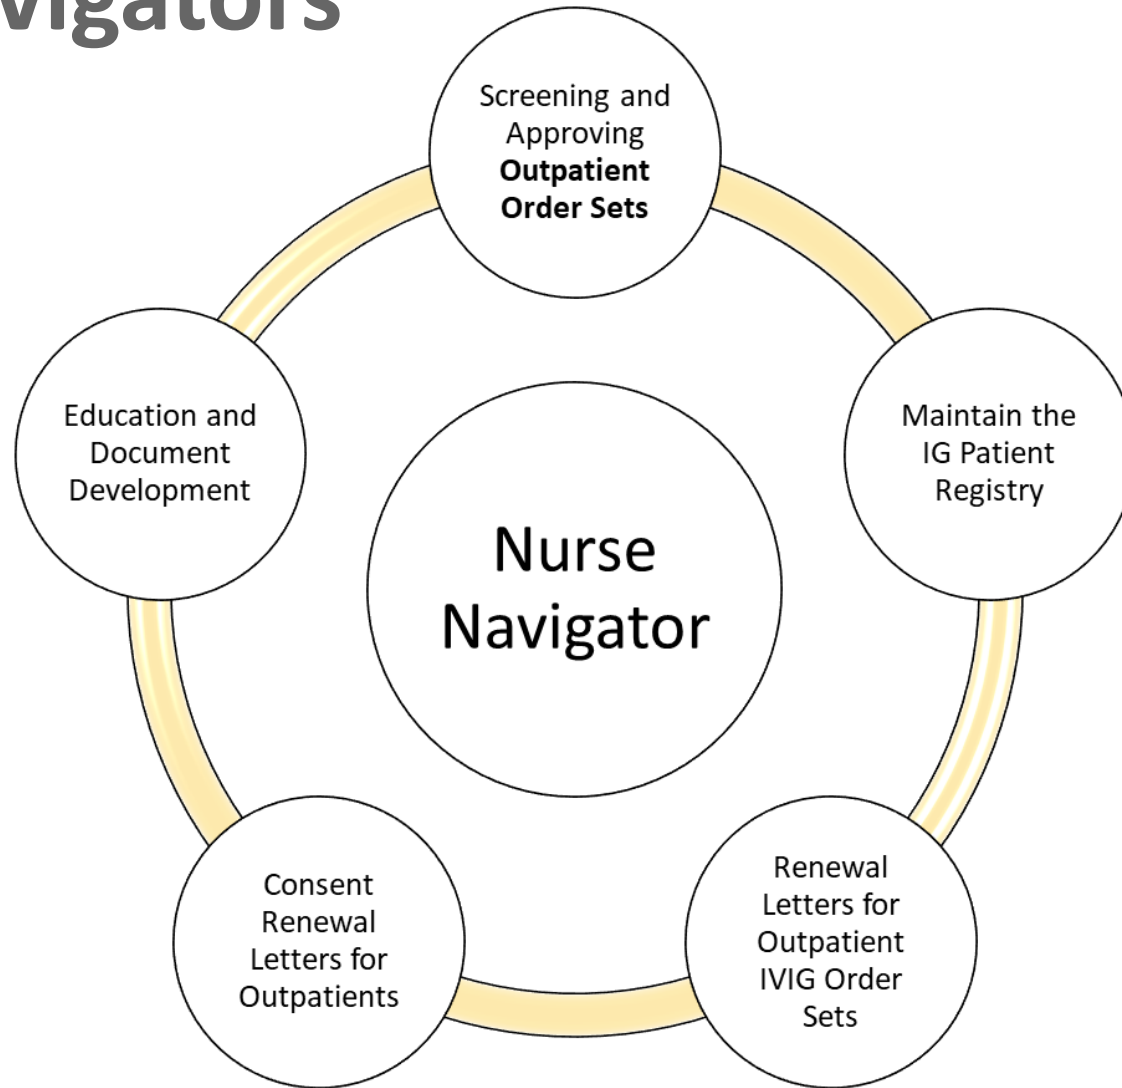 vigators
Screening and
Approving
Outpatient
Order Sets
Education and
Document
Development
Maintain the
IG Patient
Registry
Nurse
Navigator
Consent
Renewal
Letters for
Outpatients
Renewal
Letters for
Outpatient
IVIG Order
Sets